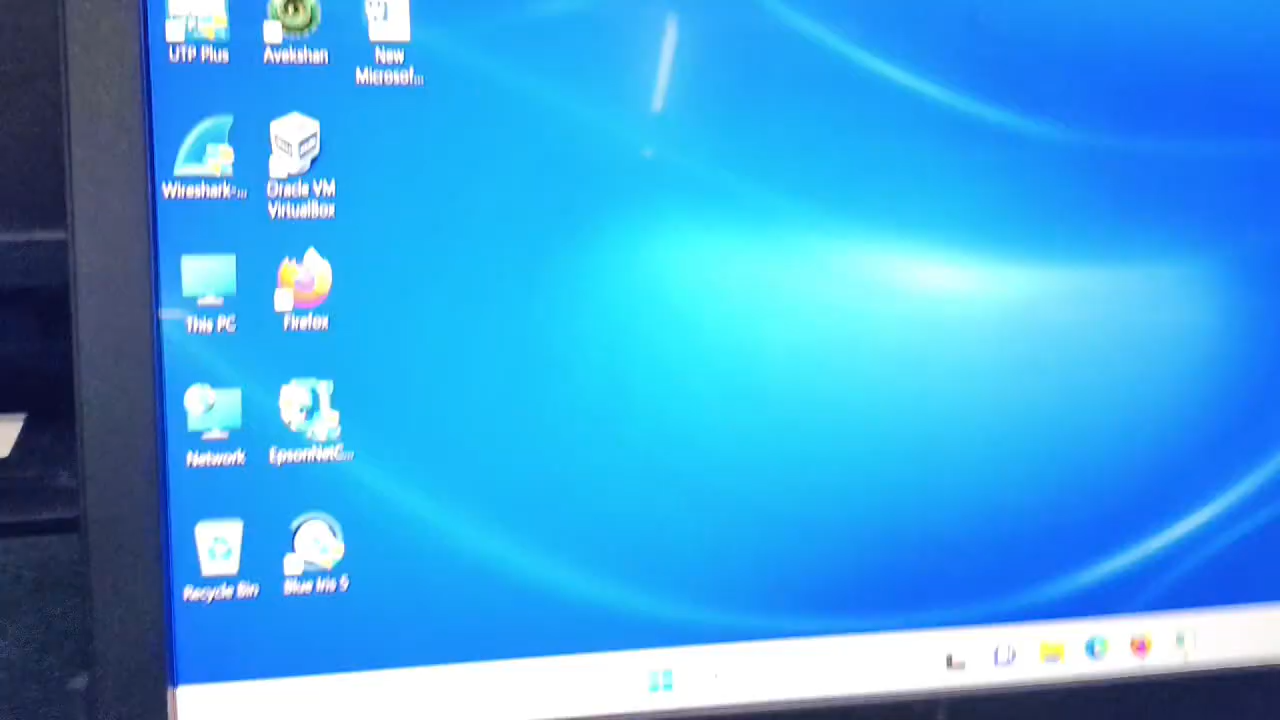 UTP Plus
Avekshan
New
Microsof...
Wireshark-...
Oracle VM
VirtualBox
This PC
Firefox
Network
EpsonNetC...
Recycle Bin
Blue Iris 5